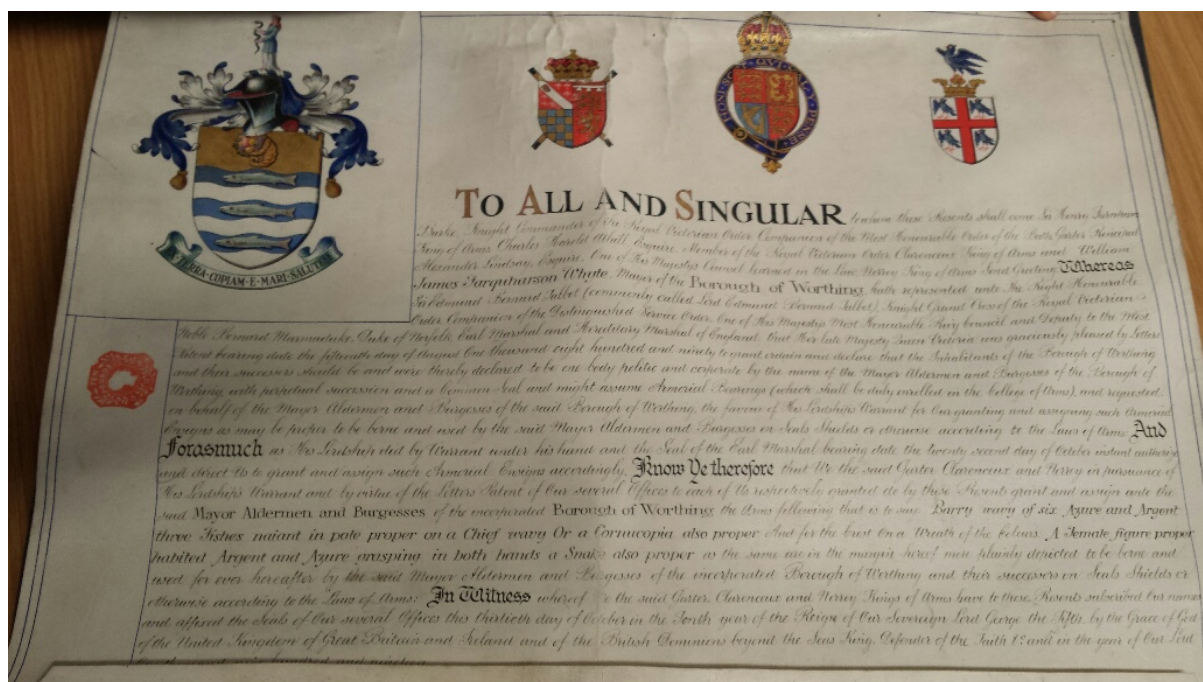 EX TERRA COPIAM E MARI SALUTEM
HONI SOIT QVI MAL Y PENSE
TO ALL AND SINGULAR to whom these Presents shall come Sir Henry Farnham
Burke, Knight Commander of the Royal Victorian Order, Companion of the Most Honourable Order of the Bath, Garter Principal
King of Arms, Charles Harold Athill, Esquire, Member of the Royal Victorian Order, Clarenceux King of Arms and William
Alexander Lindsay, Esquire, One of His Majesty's Counsel learned in the Law, Norroy King of Arms Send Greeting Whereas
James Farquharson Whyte, Mayor of the Borough of Worthing hath represented unto The Right Honourable
Sir Edmund Bernard Talbot (commonly called Lord Edmund Bernard Talbot), Knight Grand Cross of the Royal Victorian
Order, Companion of the Distinguished Service Order, One of His Majesty's Most Honourable Privy Council and Deputy to the Most
Noble Bernard Marmaduke, Duke of Norfolk, Earl Marshal and Hereditary Marshal of England, that Her late Majesty Queen Victoria was graciously pleased by Letters
Patent bearing date the fifteenth day of August One thousand eight hundred and ninety to grant ordain and declare that the Inhabitants of the Borough of Worthing
and their successors should be and were thereby declared to be one body politic and corporate by the name of the Mayor Aldermen and Burgesses of the Borough of
Worthing, with perpetual succession and a Common Seal and might assume Armorial Bearings (which shall be duly enrolled in the College of Arms), and requested
on behalf of the Mayor Aldermen and Burgesses of the said Borough of Worthing, the favour of His Lordship's Warrant for Our granting and assigning such Armorial
Ensigns as may be proper to be borne and used by the said Mayor Aldermen and Burgesses on Seals Shields or otherwise according to the Laws of Arms And
Forasmuch as His Lordship did by Warrant under his hand and the Seal of the Earl Marshal bearing date the twenty second day of October instant authorize
and direct Us to grant and assign such Armorial Ensigns accordingly, Know Ye therefore that We the said Garter Clarenceux and Norroy in pursuance of
His Lordship's Warrant and by virtue of the Letters Patent of Our several Offices to each of Us respectively granted do by these Presents grant and assign unto the
said Mayor Aldermen and Burgesses of the incorporated Borough of Worthing the Arms following that is to say Barry wavy of six Azure and Argent
three Fishes naiant in pale proper on a Chief wavy Or a Cornucopia also proper And for the Crest On a Wreath of the Colours A Female figure proper
habited Argent and Azure grasping in both hands a Snake also proper as the same are in the margin hereof more plainly depicted to be borne and
used for ever hereafter by the said Mayor Aldermen and Burgesses of the incorporated Borough of Worthing and their successors on Seals Shields or
otherwise according to the Laws of Arms: In Witness whereof We the said Garter, Clarenceux and Norroy Kings of Arms have to these Presents subscribed Our names
and affixed the Seals of Our several Offices this thirtieth day of October in the Tenth year of the Reign of Our Sovereign Lord George the Fifth, by the Grace of God
of the United Kingdom of Great Britain and Ireland and of the British Dominions beyond the Seas King, Defender of the Faith &c and in the year of Our Lord
One thousand nine hundred and nineteen